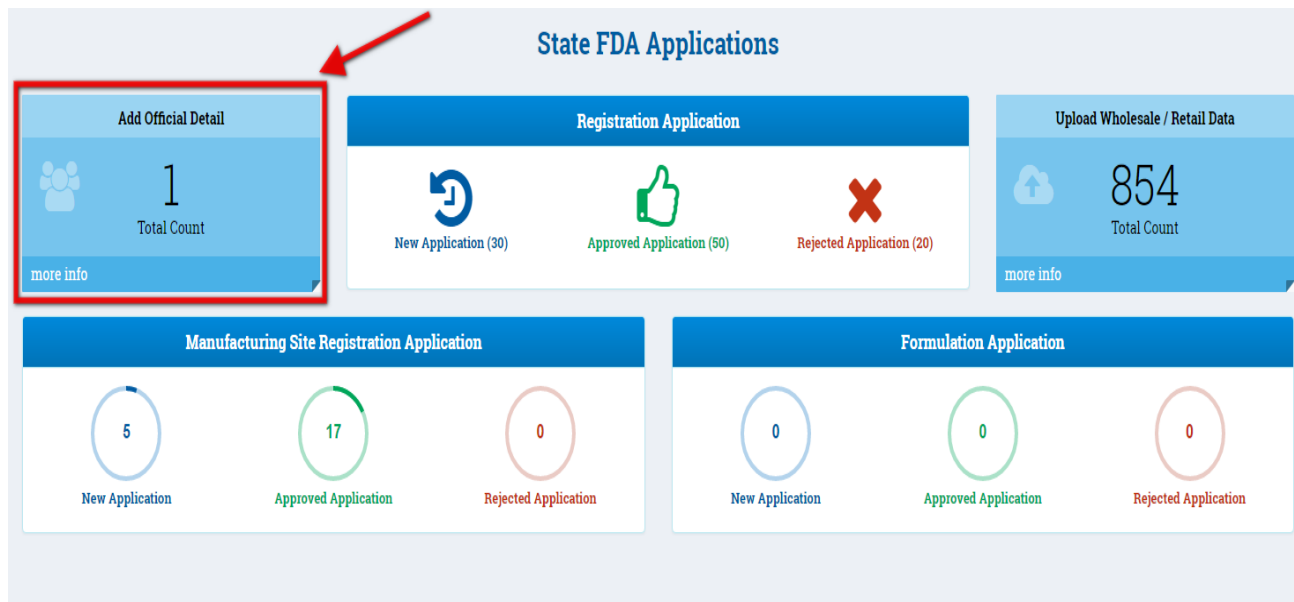 State FDA Applications
Add Official Detail
1
Total Count
more info
Registration Application
New Application (30)
Approved Application (50)
Rejected Application (20)
Upload Wholesale / Retail Data
854
Total Count
more info
Manufacturing Site Registration Application
5
New Application
17
Approved Application
0
Rejected Application
Formulation Application
0
New Application
0
Approved Application
0
Rejected Application